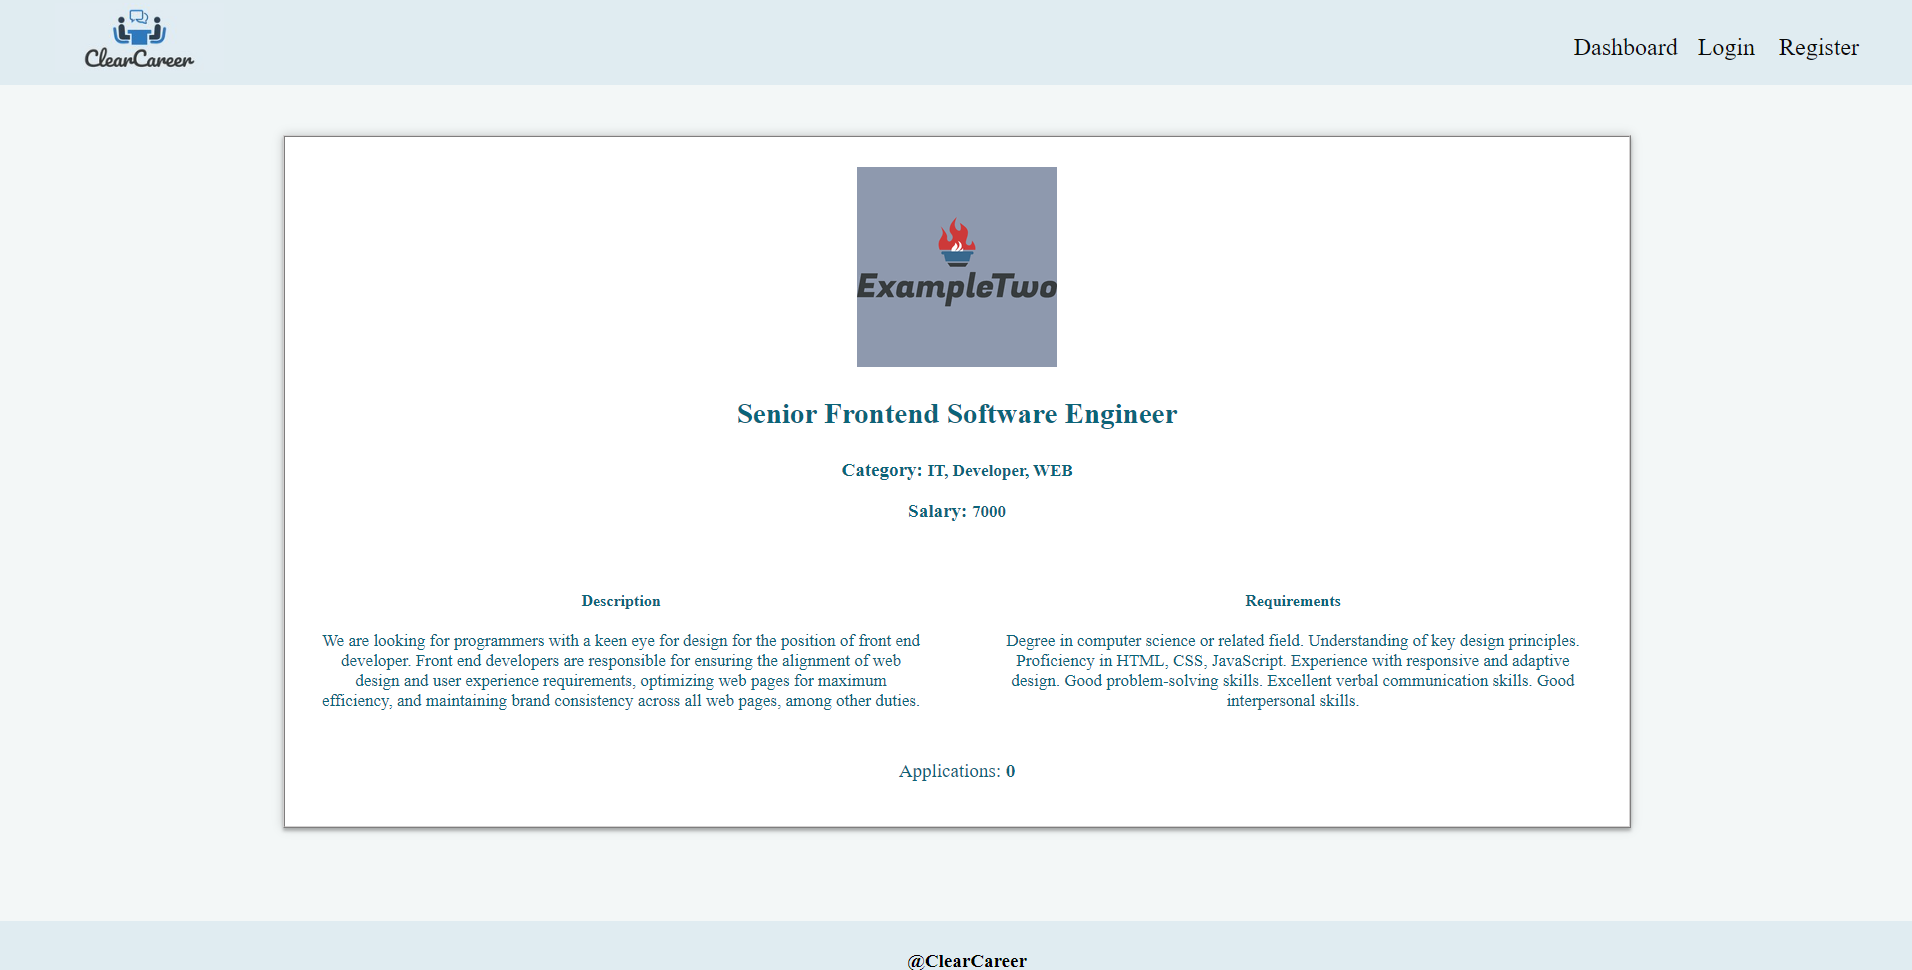 ClearCareer
Dashboard Login Register
ExampleTwo
Senior Frontend Software Engineer
Category: IT, Developer, WEB
Salary: 7000
Description
We are looking for programmers with a keen eye for design for the position of front end
developer. Front end developers are responsible for ensuring the alignment of web
design and user experience requirements, optimizing web pages for maximum
efficiency, and maintaining brand consistency across all web pages, among other duties.
Requirements
Degree in computer science or related field. Understanding of key design principles.
Proficiency in HTML, CSS, JavaScript. Experience with responsive and adaptive
design. Good problem-solving skills. Excellent verbal communication skills. Good
interpersonal skills.
Applications: 0
@ClearCareer